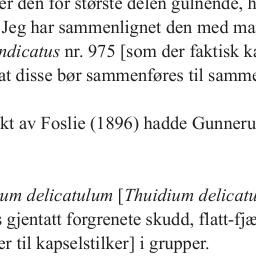 er den for største delen gulnende, h
Jeg har sammenlignet den med ma
ndicatus nr. 975 [som der faktisk ka
at disse bør sammenføres til samme
kt av Foslie (1896) hadde Gunneru
um delicatulum [Thuidium delicatu
gjentatt forgrenete skudd, flatt-fjæ
er til kapselstilker] i grupper.